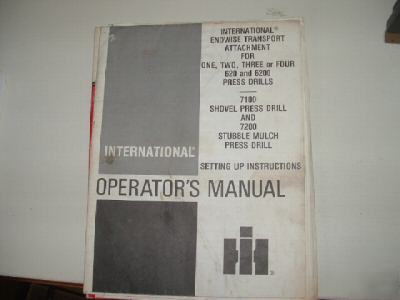 INTERNATIONAL®
ENDWISE TRANSPORT
ATTACHMENT
FOR
ONE, TWO, THREE or FOUR
620 and 6200
PRESS DRILLS
7100
SHOVEL PRESS DRILL
AND
7200
STUBBLE MULCH
PRESS DRILL
SETTING UP INSTRUCTIONS
INTERNATIONAL®
OPERATOR'S MANUAL
IH®